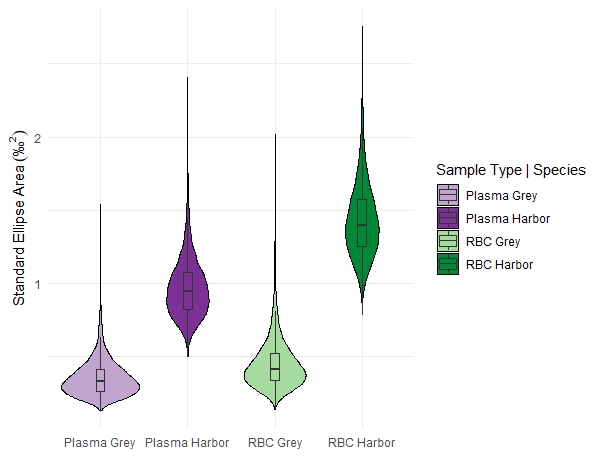 Standard Ellipse Area (‰²)
2
1
Plasma Grey
Plasma Harbor
RBC Grey
RBC Harbor
Sample Type | Species
Plasma Grey
Plasma Harbor
RBC Grey
RBC Harbor